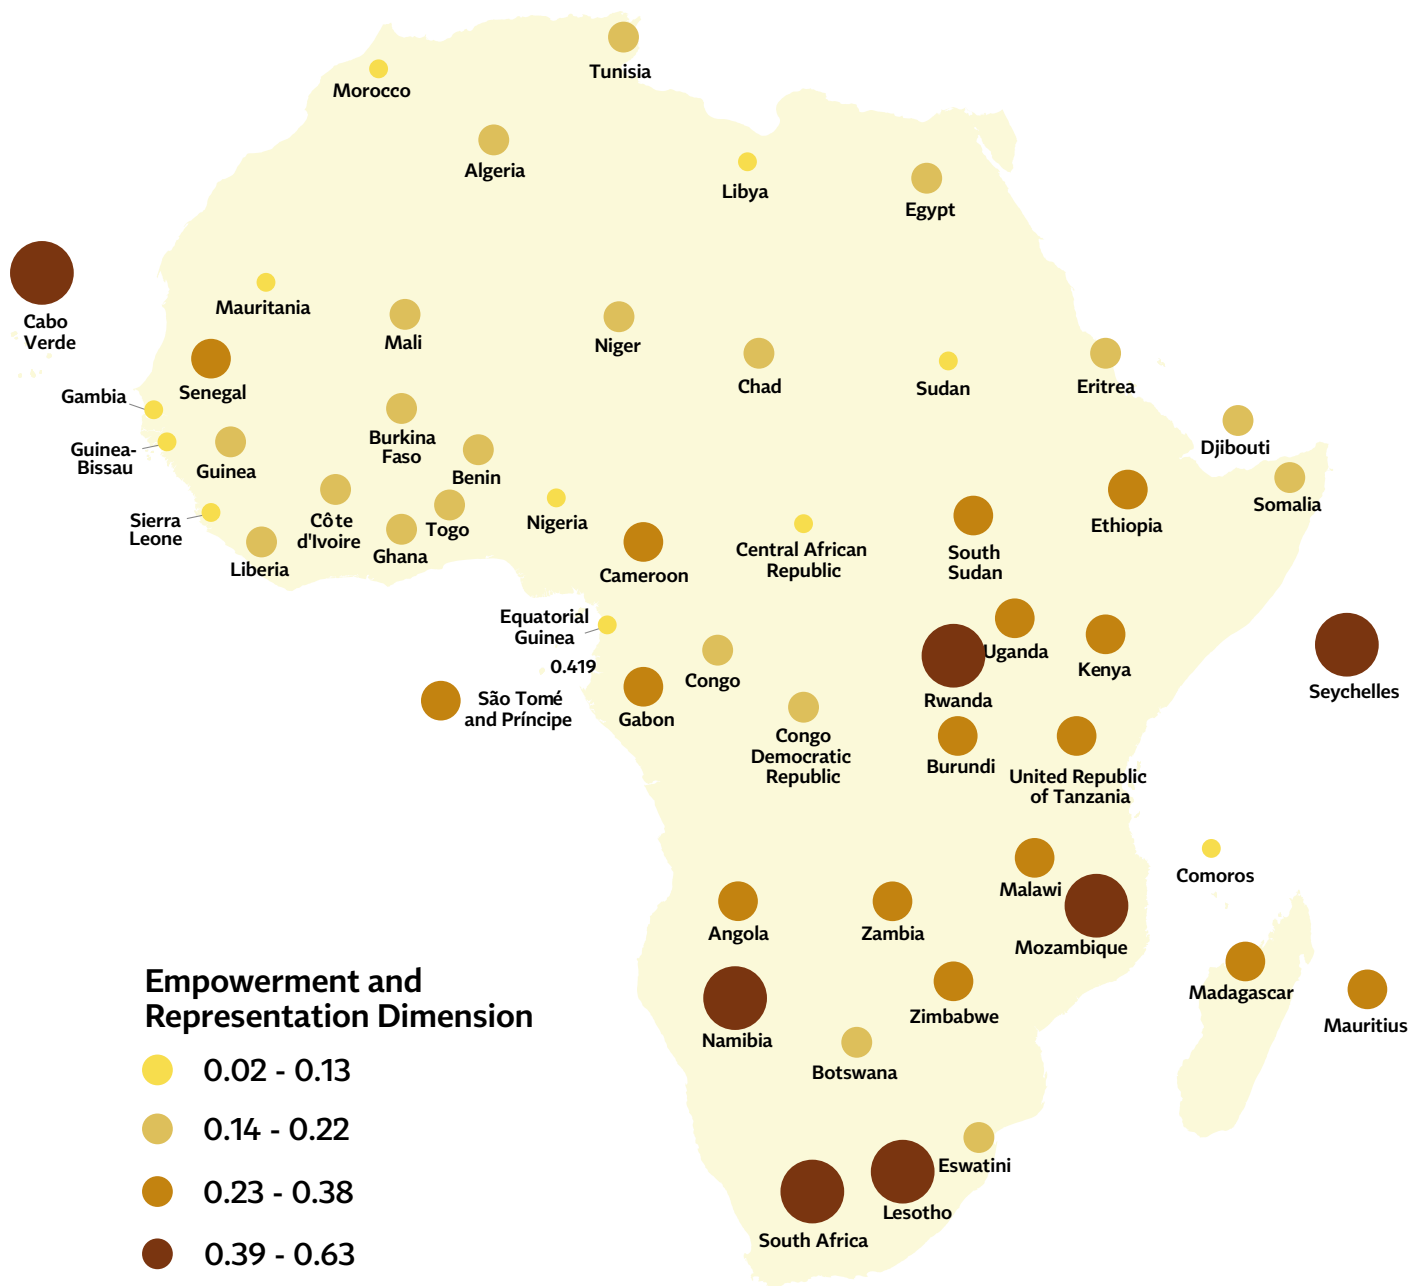 Tunisia
Morocco
Algeria
Libya
Egypt
Cabo
Verde
Mauritania
Mali
Niger
Chad
Sudan
Eritrea
Senegal
Gambia
Guinea-
Bissau
Guinea
Burkina
Faso
Benin
Djibouti
Somalia
Sierra
Leone
Liberia
Côte
d'Ivoire
Ghana
Togo
Nigeria
Cameroon
Central African
Republic
South
Sudan
Ethiopia
Equatorial
Guinea
0.419
São Tomé
and Príncipe
Gabon
Congo
Congo
Democratic
Republic
Uganda
Rwanda
Kenya
Burundi
United Republic
of Tanzania
Seychelles
Comoros
Malawi
Mozambique
Angola
Zambia
Madagascar
Mauritius
Namibia
Zimbabwe
Botswana
Eswatini
Lesotho
South Africa
Empowerment and
Representation Dimension
0.02 - 0.13
0.14 - 0.22
0.23 - 0.38
0.39 - 0.63